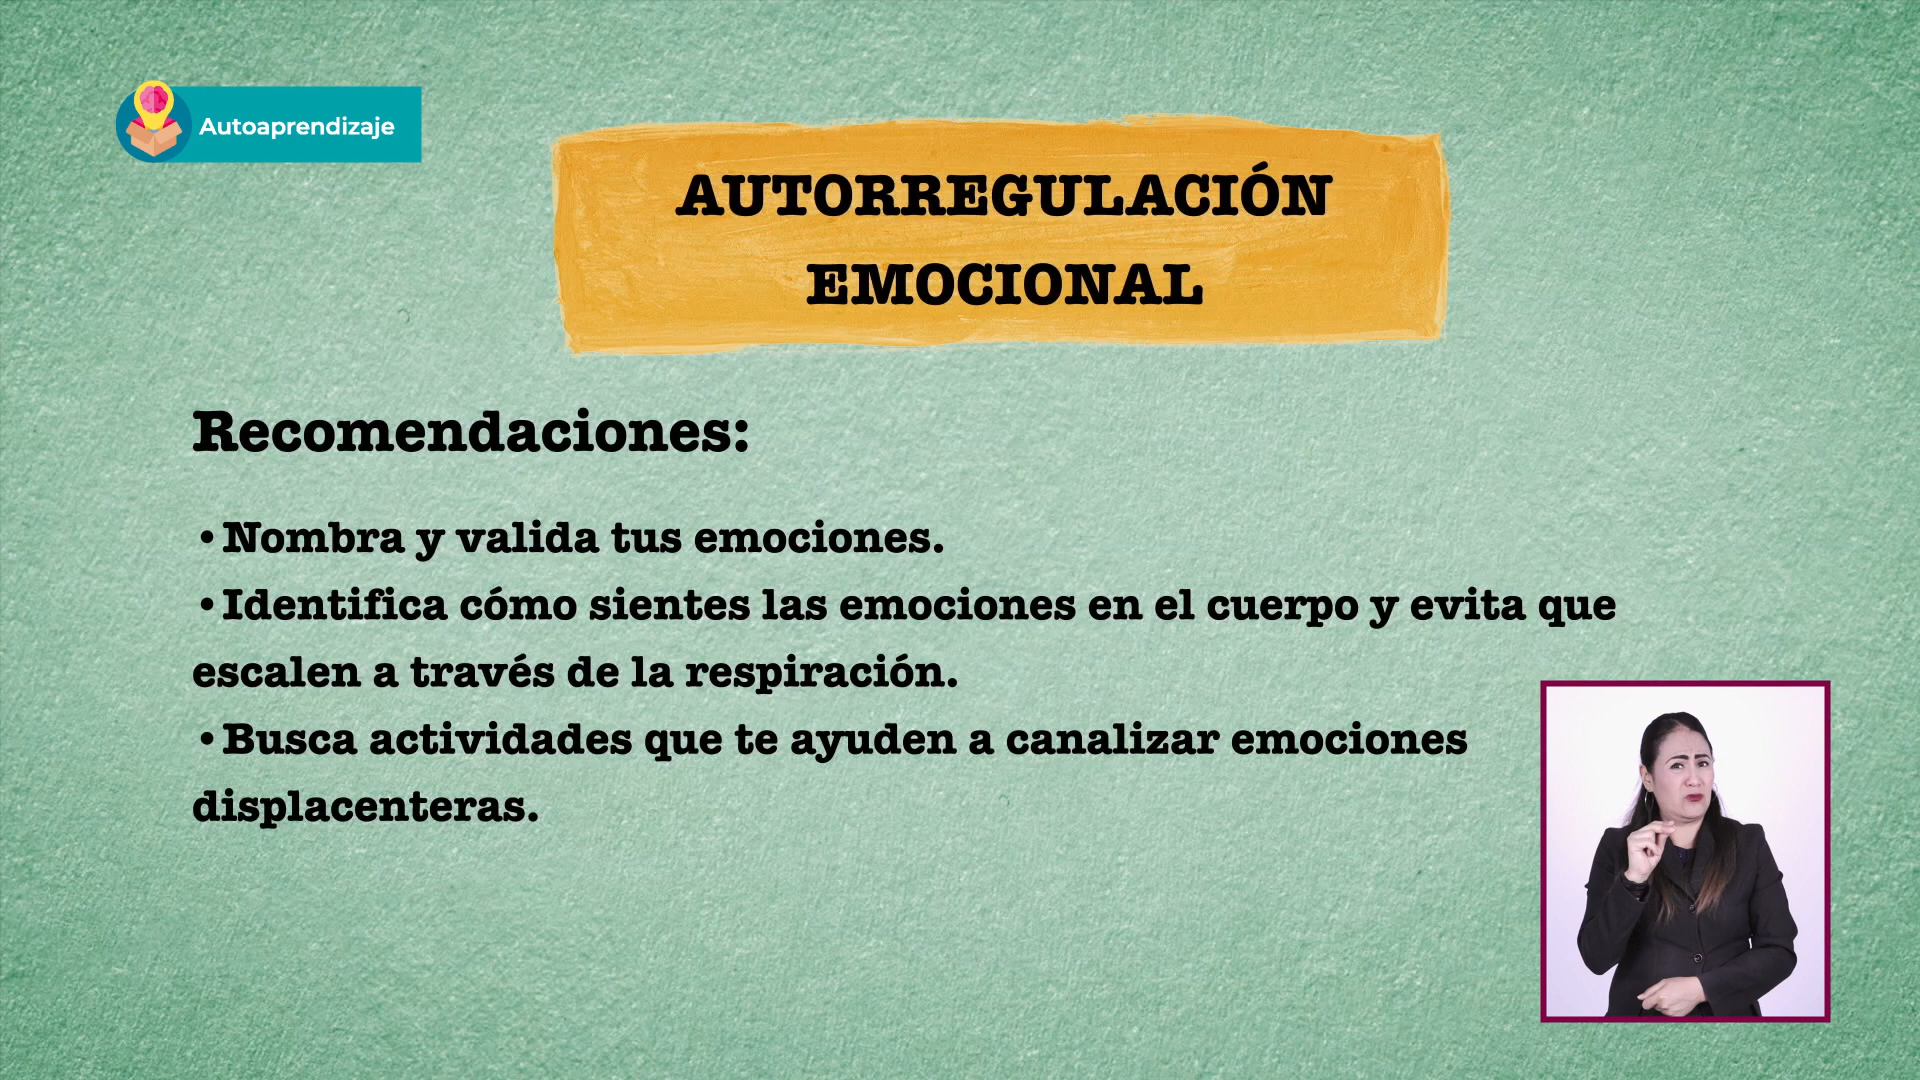 Autoaprendizaje
AUTORREGULACIÓN
EMOCIONAL
Recomendaciones:
•Nombra y valida tus emociones.
•Identifica cómo sientes las emociones en el cuerpo y evita que
escalen a través de la respiración.
•Busca actividades que te ayuden a canalizar emociones
displacenteras.